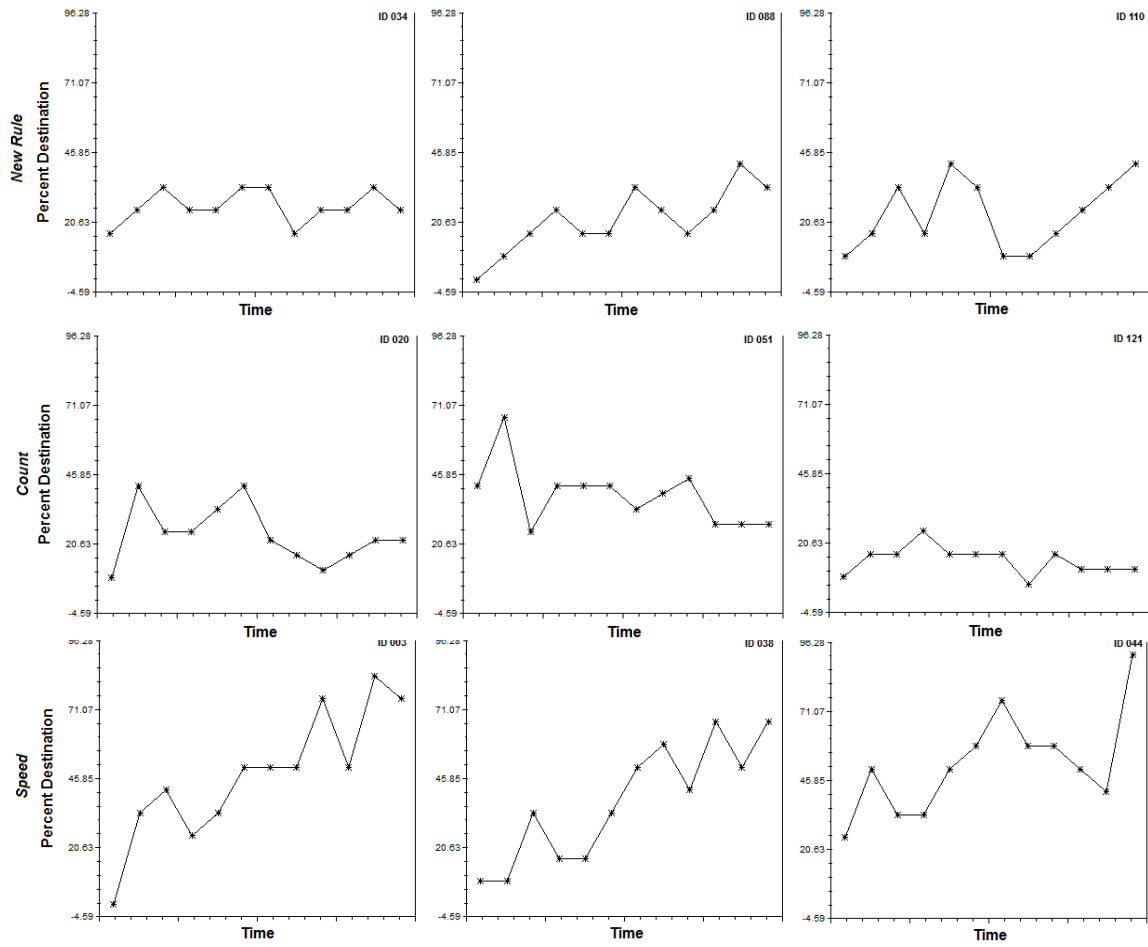 96.28 ID 034
71.07
45.85
20.63
-4.59
Time
96.28 ID 088
71.07
45.85
20.63
-4.59
Time
96.28 ID 110
71.07
45.85
20.63
-4.59
Time
New Rule
Percent Destination
96.28 ID 020
71.07
45.85
20.63
-4.59
Time
96.28 ID 051
71.07
45.85
20.63
-4.59
Time
96.28 ID 121
71.07
45.85
20.63
-4.59
Time
Count
Percent Destination
96.28 ID 003
71.07
45.85
20.63
-4.59
Time
96.28 ID 038
71.07
45.85
20.63
-4.59
Time
96.28 ID 044
71.07
45.85
20.63
-4.59
Time
Speed
Percent Destination